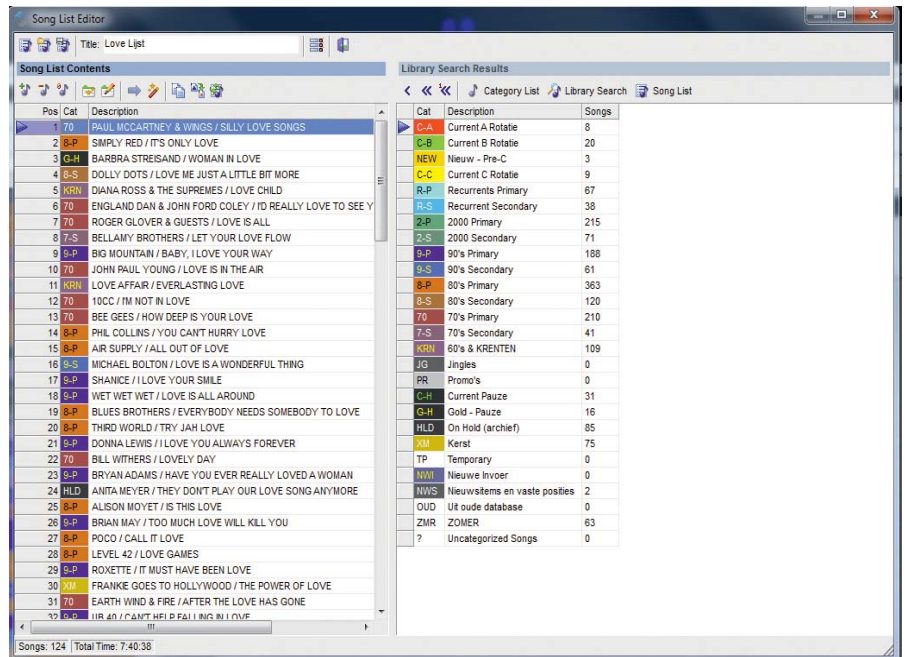 Song List Editor
Title: Love Lijst
Song List Contents
Pos Cat Description
1 70 PAUL MCCARTNEY & WINGS / SILLY LOVE SONGS
2 8-P SIMPLY RED / IT'S ONLY LOVE
3 G-H BARBRA STREISAND / WOMAN IN LOVE
4 8-S DOLLY DOTS / LOVE ME JUST A LITTLE BIT MORE
5 KRN DIANA ROSS & THE SUPREMES / LOVE CHILD
6 70 ENGLAND DAN & JOHN FORD COLEY / I'D REALLY LOVE TO SEE Y
7 70 ROGER GLOVER & GUESTS / LOVE IS ALL
8 7-S BELLAMY BROTHERS / LET YOUR LOVE FLOW
9 9-P BIG MOUNTAIN / BABY, I LOVE YOUR WAY
10 70 JOHN PAUL YOUNG / LOVE IS IN THE AIR
11 KRN LOVE AFFAIR / EVERLASTING LOVE
12 70 10CC / I'M NOT IN LOVE
13 70 BEE GEES / HOW DEEP IS YOUR LOVE
14 8-P PHIL COLLINS / YOU CAN'T HURRY LOVE
15 8-P AIR SUPPLY / ALL OUT OF LOVE
16 9-S MICHAEL BOLTON / LOVE IS A WONDERFUL THING
17 9-P SHANICE / I LOVE YOUR SMILE
18 9-P WET WET WET / LOVE IS ALL AROUND
19 8-P BLUES BROTHERS / EVERYBODY NEEDS SOMEBODY TO LOVE
20 8-P THIRD WORLD / TRY JAH LOVE
21 9-P DONNA LEWIS / I LOVE YOU ALWAYS FOREVER
22 70 BILL WITHERS / LOVELY DAY
23 9-P BRYAN ADAMS / HAVE YOU EVER REALLY LOVED A WOMAN
24 HLD ANITA MEYER / THEY DON'T PLAY OUR LOVE SONG ANYMORE
25 8-P ALISON MOYET / IS THIS LOVE
26 9-P BRIAN MAY / TOO MUCH LOVE WILL KILL YOU
27 8-P POCO / CALL IT LOVE
28 8-P LEVEL 42 / LOVE GAMES
29 9-P ROXETTE / IT MUST HAVE BEEN LOVE
30 XM FRANKIE GOES TO HOLLYWOOD / THE POWER OF LOVE
31 70 EARTH WIND & FIRE / AFTER THE LOVE HAS GONE
32 9-P UB 40 / CAN'T HELP FALLING IN LOVE
Songs: 124 Total Time: 7:40:38
Library Search Results
Category List Library Search Song List
Cat Description Songs
C-A Current A Rotatie 8
C-B Current B Rotatie 20
NEW Nieuw - Pre-C 3
C-C Current C Rotatie 9
R-P Recurrents Primary 67
R-S Recurrent Secondary 38
2-P 2000 Primary 215
2-S 2000 Secondary 71
9-P 90's Primary 188
9-S 90's Secondary 61
8-P 80's Primary 363
8-S 80's Secondary 120
70 70's Primary 210
7-S 70's Secondary 41
KRN 60's & KRENTEN 109
JG Jingles 0
PR Promo's 0
C-H Current Pauze 31
G-H Gold - Pauze 16
HLD On Hold (archief) 85
XM Kerst 75
TP Temporary 0
NWI Nieuwe Invoer 0
NWS Nieuwsitems en vaste posities 2
OUD Uit oude database 0
ZMR ZOMER 63
? Uncategorized Songs 0